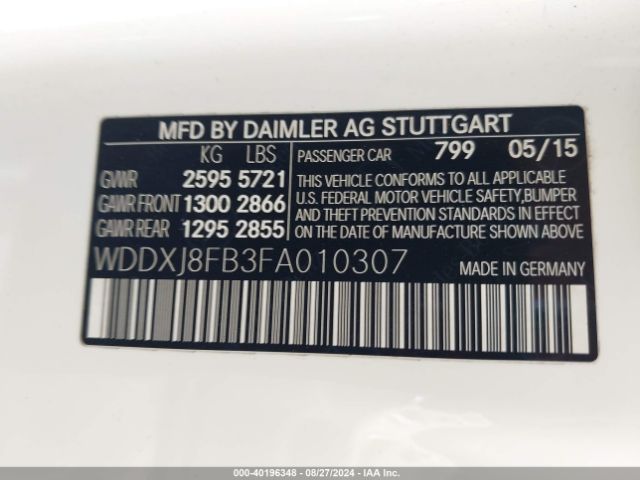 MFD BY DAIMLER AG STUTTGART
KG LBS
PASSENGER CAR 799 05/15
GVWR 2595 5721
GAWR FRONT 1300 2866
GAWR REAR 1295 2855
THIS VEHICLE CONFORMS TO ALL APPLICABLE
U.S. FEDERAL MOTOR VEHICLE SAFETY, BUMPER
AND THEFT PREVENTION STANDARDS IN EFFECT
ON THE DATE OF MANUFACTURE SHOWN ABOVE.
WDDXJ8FB3FA010307
MADE IN GERMANY
© 2024 - 40196348 - 08/27/2024 - IAA Inc.